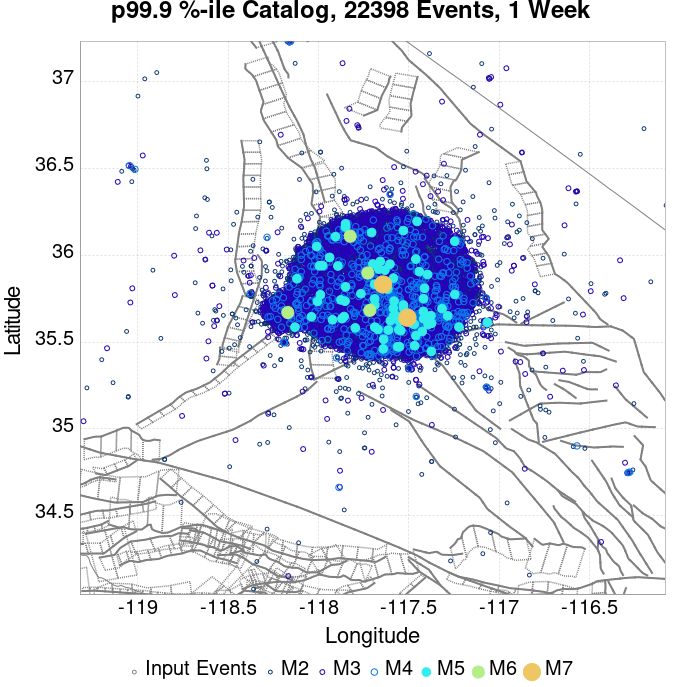 p99.9 %-ile Catalog, 22398 Events, 1 Week
37
36.5
36
35.5
35
34.5
Latitude
-119 -118.5 -118 -117.5 -117 -116.5
Longitude
Input Events M2 M3 M4 M5 M6 M7